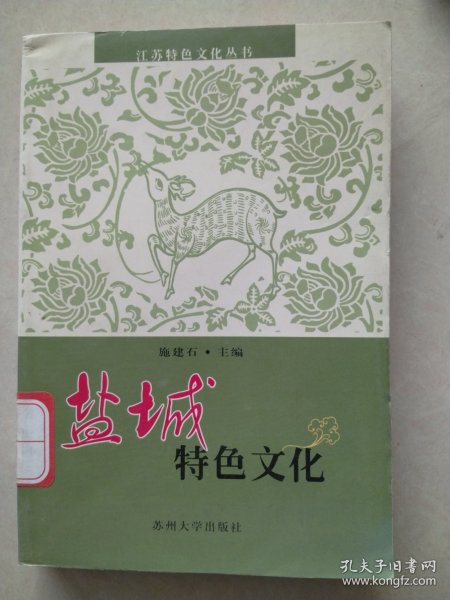 江苏特色文化丛书
施建石·主编
盐城
特色文化
苏州大学出版社
孔夫子旧书网
www.kongfz.com